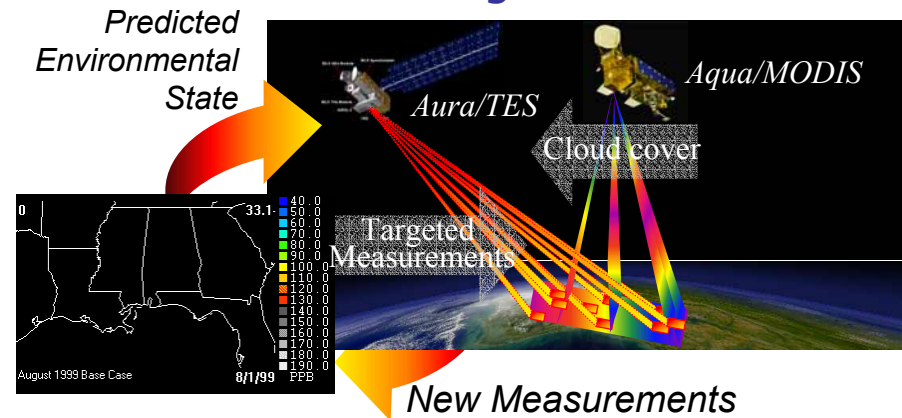 Predicted
Environmental
State
Aura/TES
Aqua/MODIS
Cloud cover
Targeted
Measurements
0
33.1-
40.0
50.0
60.0
70.0
80.0
90.0
100.0
110.0
120.0
130.0
140.0
150.0
160.0
170.0
180.0
190.0
PPB
August 1999 Base Case
8/1/99
New Measurements